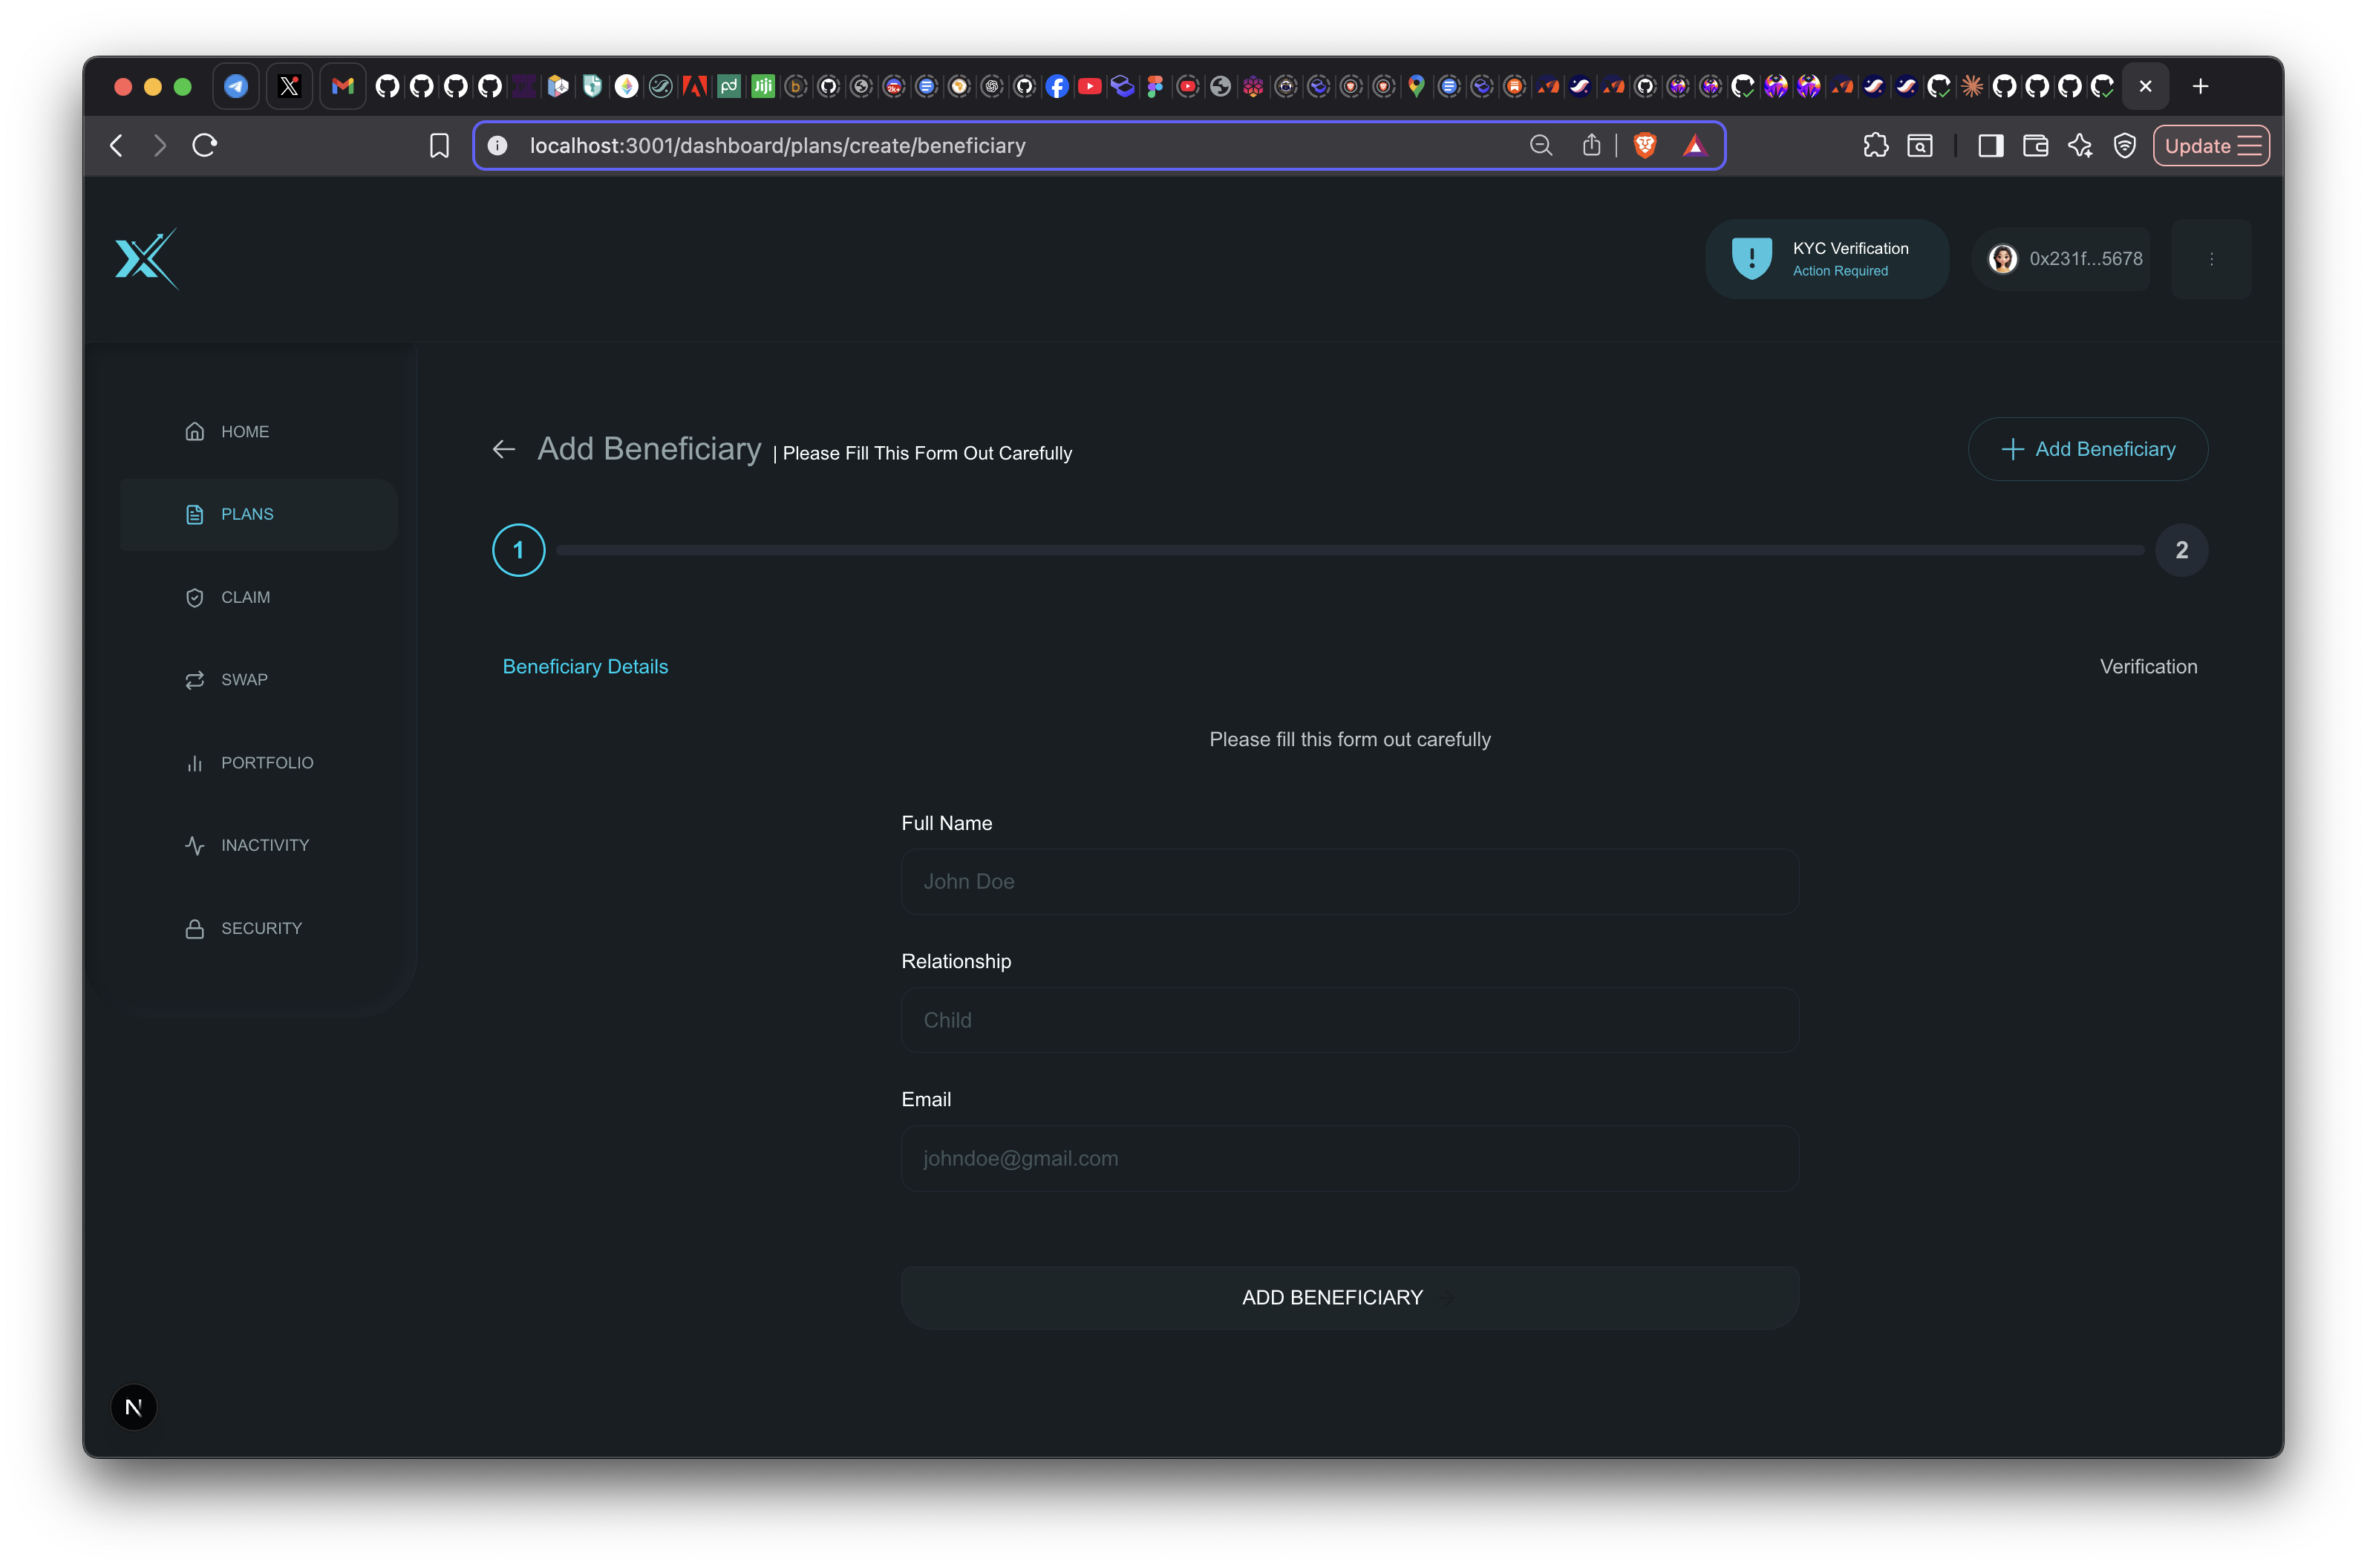 localhost:3001/dashboard/plans/create/beneficiary
Update
KYC Verification
Action Required
0x231f...5678
HOME
PLANS
CLAIM
SWAP
PORTFOLIO
INACTIVITY
SECURITY
Add Beneficiary | Please Fill This Form Out Carefully
+ Add Beneficiary
1
2
Beneficiary Details
Verification
Please fill this form out carefully
Full Name
John Doe
Relationship
Child
Email
johndoe@gmail.com
ADD BENEFICIARY
N